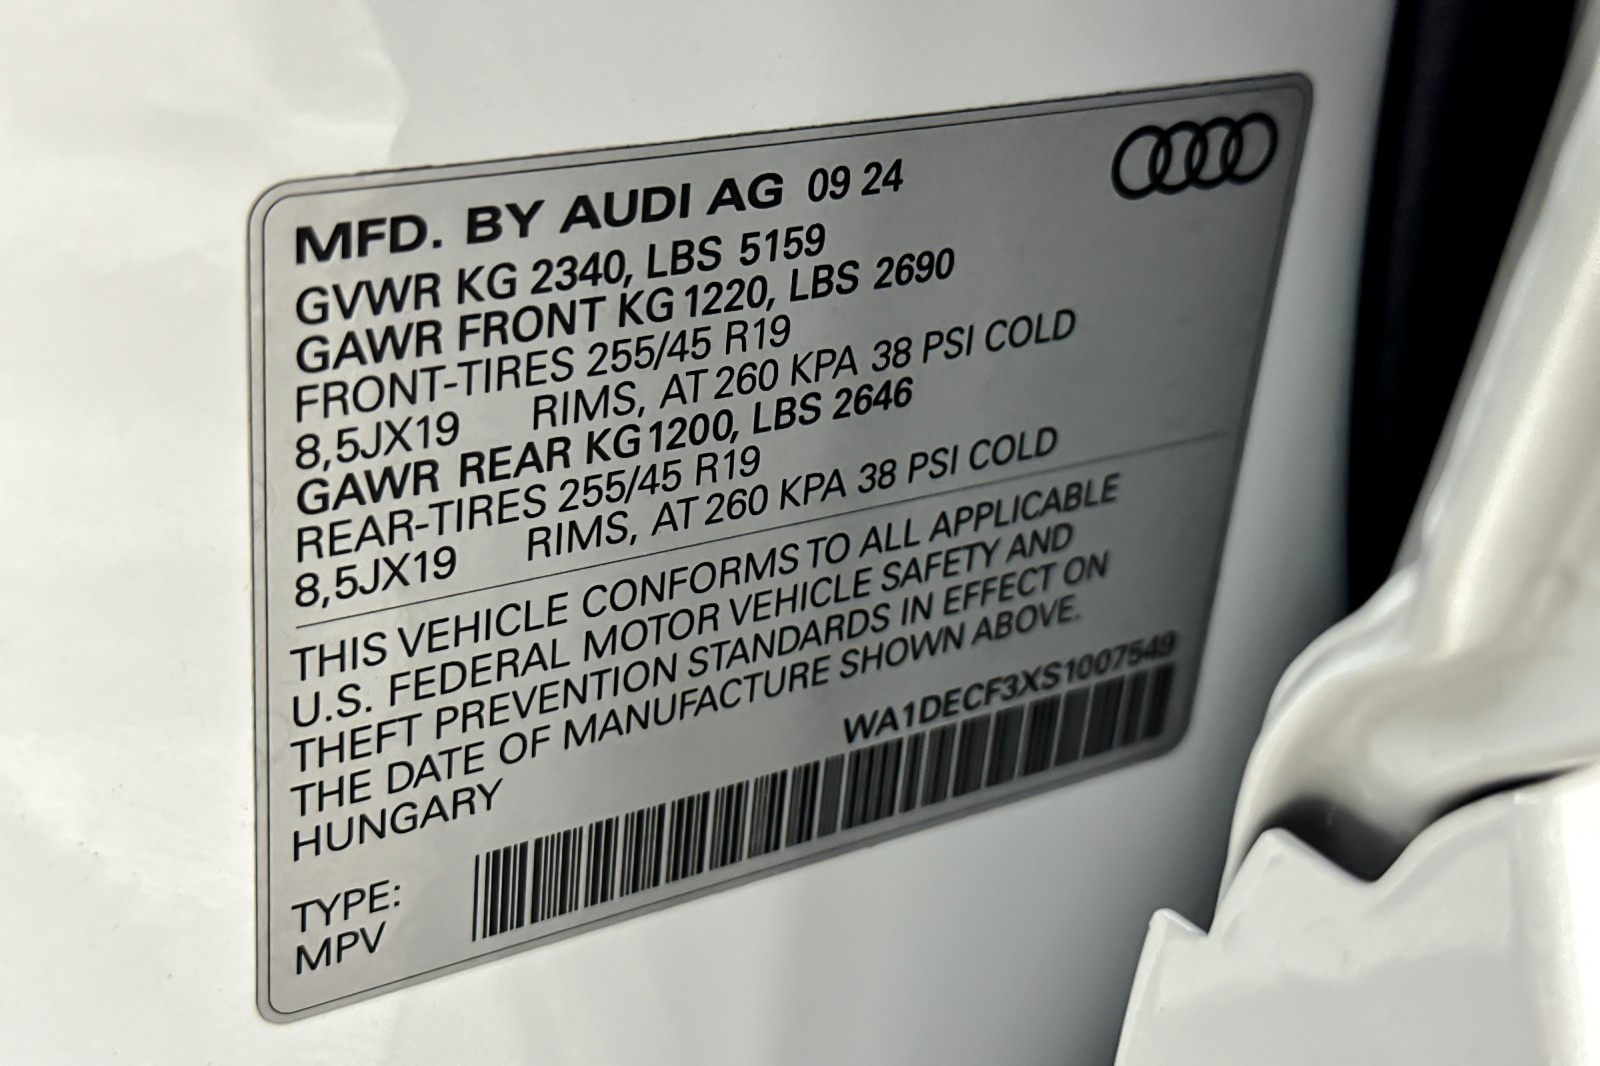 MFD. BY AUDI AG 09 24
GVWR KG 2340, LBS 5159
GAWR FRONT KG 1220, LBS 2690
FRONT-TIRES 255/45 R19
8,5JX19 RIMS, AT 260 KPA 38 PSI COLD
GAWR REAR KG 1200, LBS 2646
REAR-TIRES 255/45 R19
8,5JX19 RIMS, AT 260 KPA 38 PSI COLD
THIS VEHICLE CONFORMS TO ALL APPLICABLE
U.S. FEDERAL MOTOR VEHICLE SAFETY AND
THEFT PREVENTION STANDARDS IN EFFECT ON
THE DATE OF MANUFACTURE SHOWN ABOVE.
HUNGARY
WA1DECF3XS1007549
TYPE:
MPV